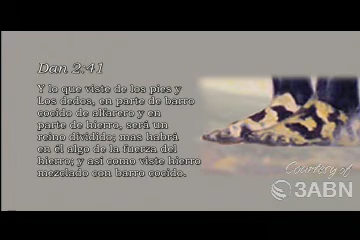 Dan 2:41
Y lo que viste de los pies y
Los dedos, en parte de barro
cocido de alfarero y en
parte de hierro, será un
reino dividido; mas habrá
en él algo de la fuerza del
hierro; y así como viste hierro
mezclado con barro cocido.
Courtesy of
3ABN